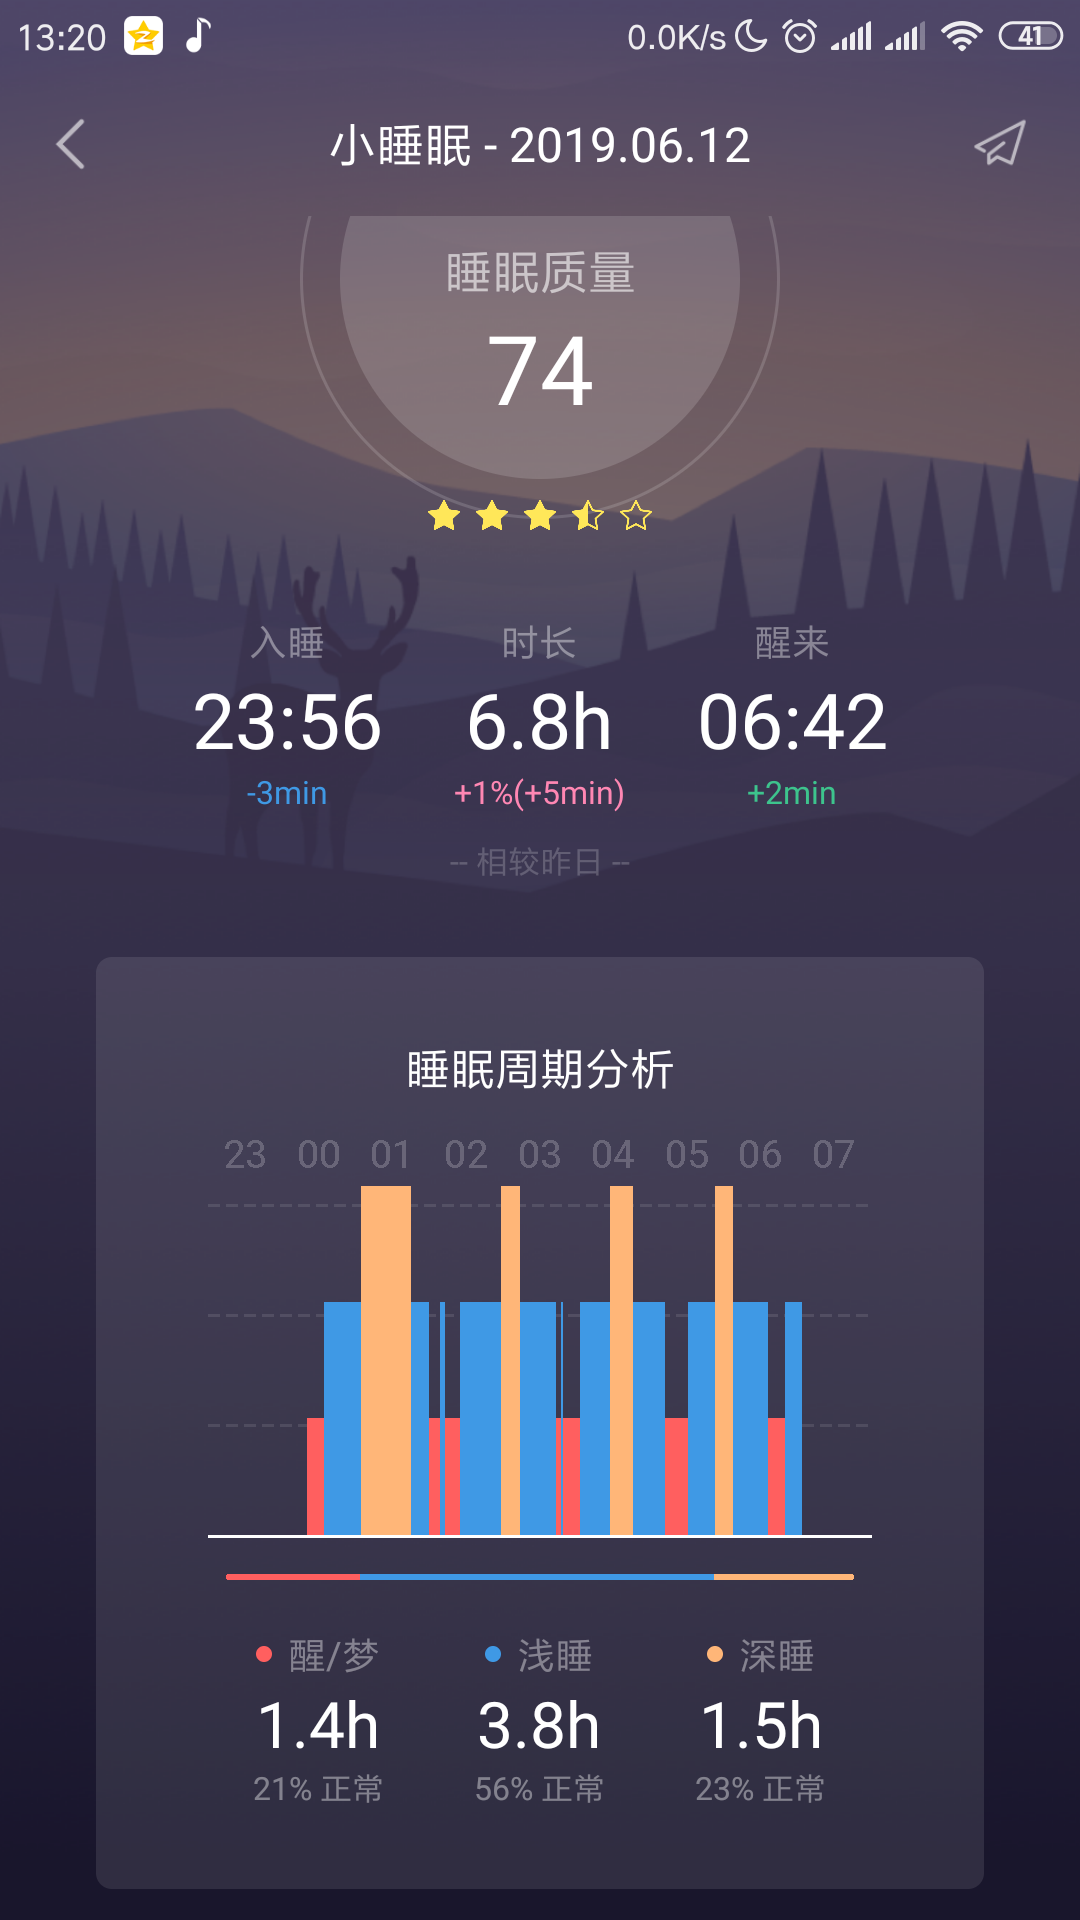 13:20 0.0K/s 41
小睡眠 - 2019.06.12
睡眠质量
74
入睡 时长 醒来
23:56 6.8h 06:42
-3min +1%(+5min) +2min
-- 相较昨日 --
睡眠周期分析
23 00 01 02 03 04 05 06 07
醒/梦 浅睡 深睡
1.4h 3.8h 1.5h
21% 正常 56% 正常 23% 正常